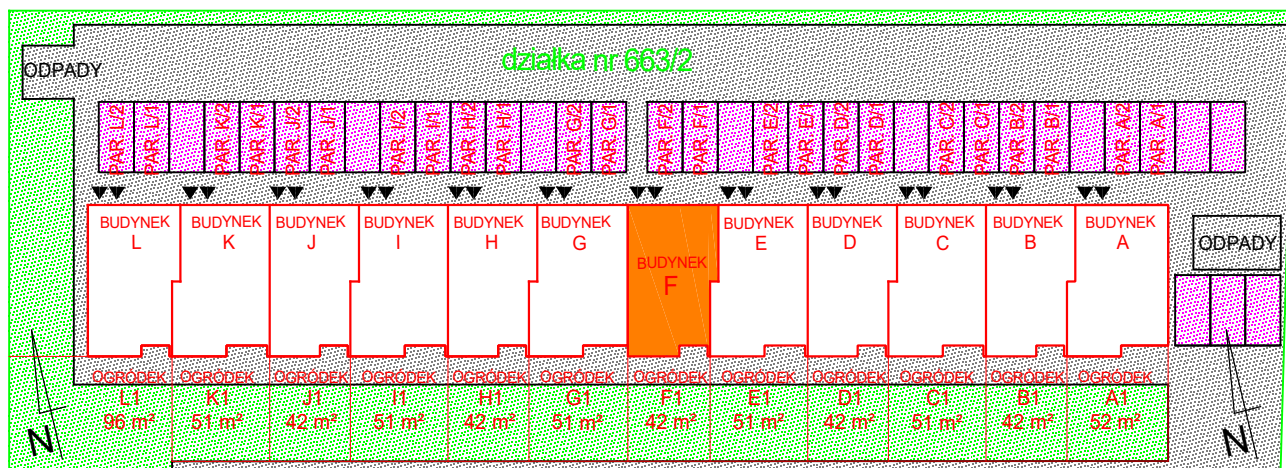 działka nr 663/2
ODPADY
PAR. L/2
PAR. L/1
PAR. K/2
PAR. K/1
PAR. J/2
PAR. J/1
PAR. I/2
PAR. I/1
PAR. H/2
PAR. H/1
PAR. G/2
PAR. G/1
PAR. F/2
PAR. F/1
PAR. E/2
PAR. E/1
PAR. D/2
PAR. D/1
PAR. C/2
PAR. C/1
PAR. B/2
PAR. B/1
PAR. A/2
PAR. A/1
BUDYNEK
L
BUDYNEK
K
BUDYNEK
J
BUDYNEK
I
BUDYNEK
H
BUDYNEK
G
BUDYNEK
F
BUDYNEK
E
BUDYNEK
D
BUDYNEK
C
BUDYNEK
B
BUDYNEK
A
ODPADY
OGRÓDEK
L1
96 m²
OGRÓDEK
K1
51 m²
OGRÓDEK
J1
42 m²
OGRÓDEK
I1
51 m²
OGRÓDEK
H1
42 m²
OGRÓDEK
G1
51 m²
OGRÓDEK
F1
42 m²
OGRÓDEK
E1
51 m²
OGRÓDEK
D1
42 m²
OGRÓDEK
C1
51 m²
OGRÓDEK
B1
42 m²
OGRÓDEK
A1
52 m²
N
N